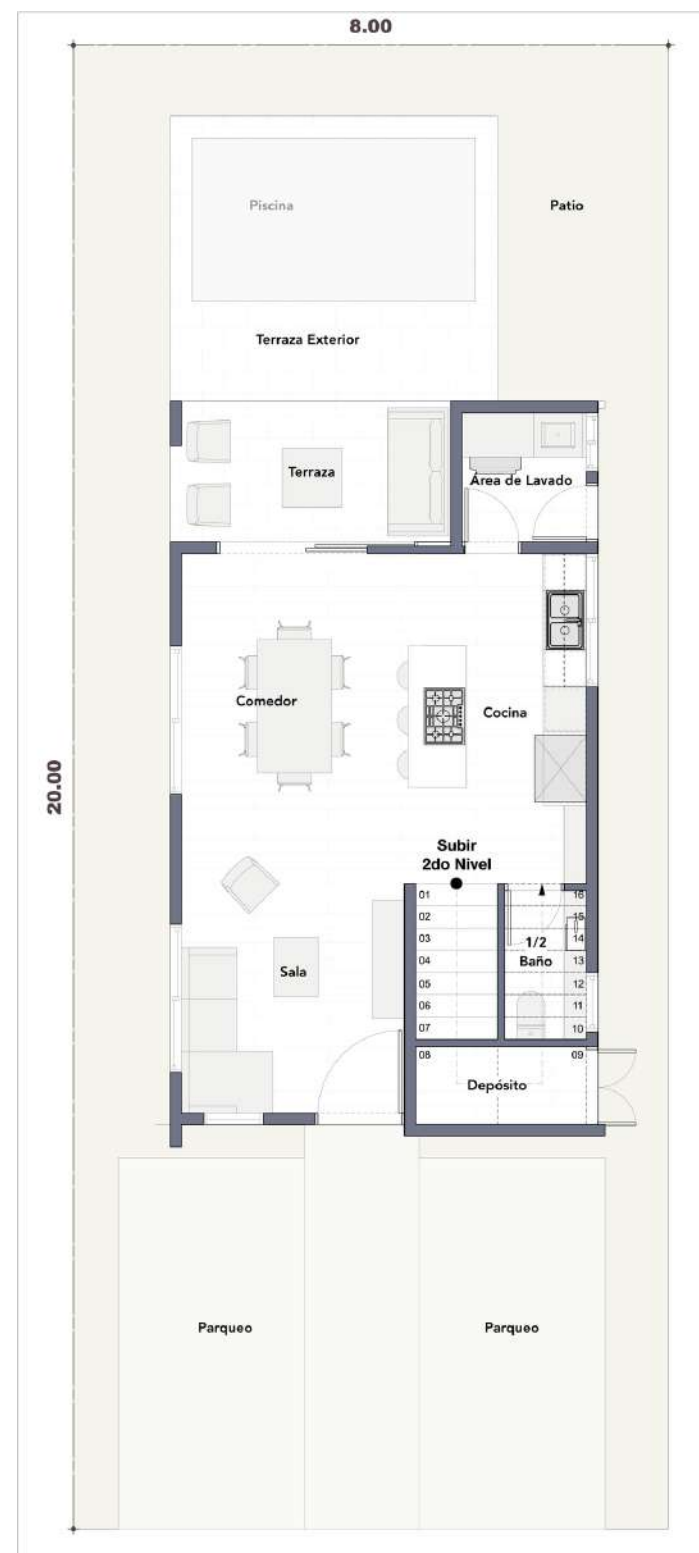 8.00
Piscina
Patio
Terraza Exterior
Terraza
Área de Lavado
Comedor
Cocina
20.00
Subir
2do Nivel
01
16
02
15
03
14
1/2
Baño
04
13
05
12
06
11
07
10
Sala
08
09
Depósito
Parqueo
Parqueo